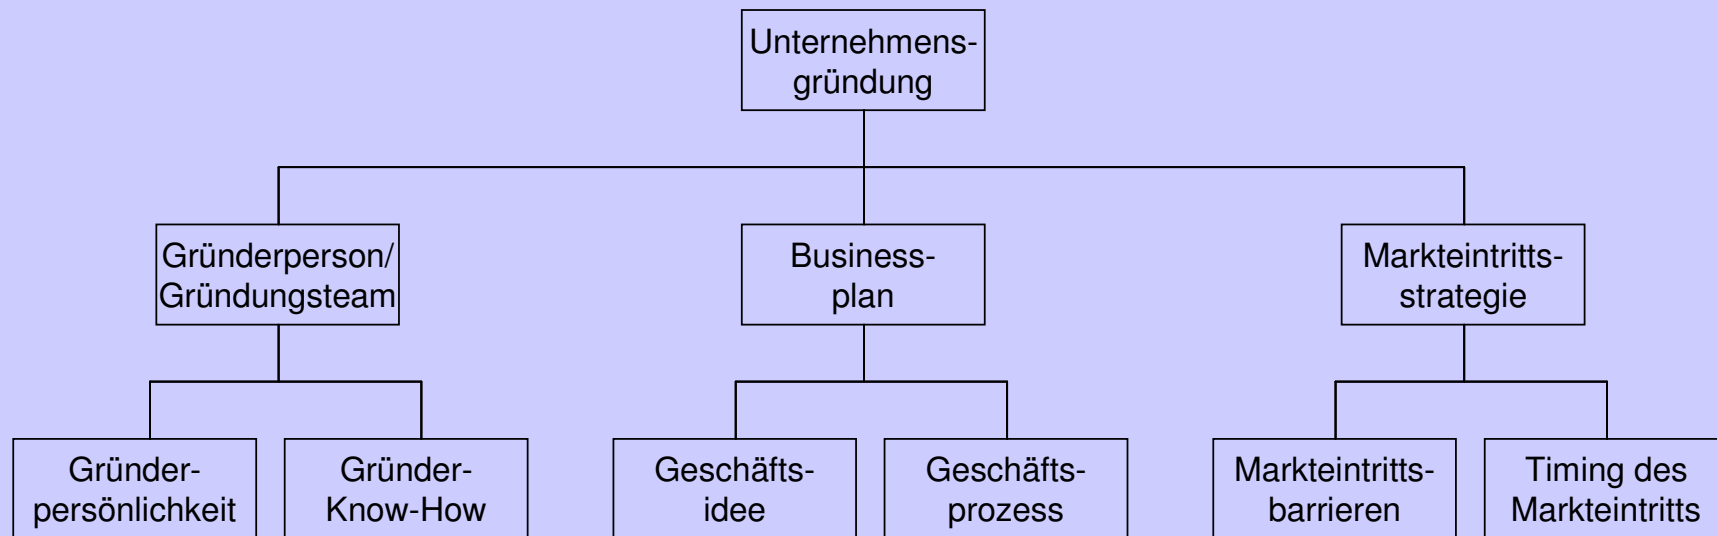 Unternehmens-
gründung
Gründerperson/
Gründungsteam
Business-
plan
Markteintritts-
strategie
Gründer-
persönlichkeit
Gründer-
Know-How
Geschäfts-
idee
Geschäfts-
prozess
Markteintritts-
barrieren
Timing des
Markteintritts